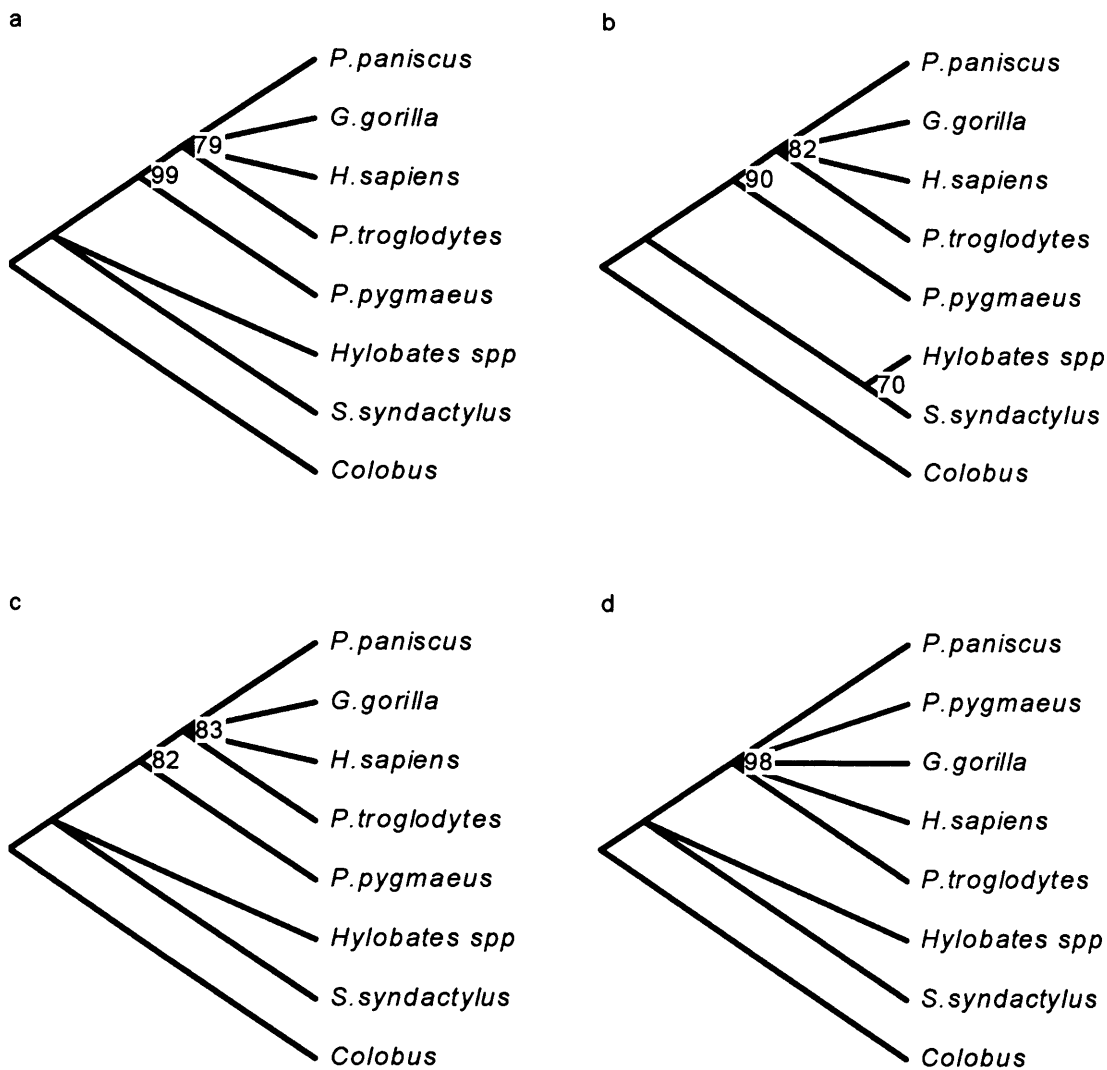 a
P.paniscus
G.gorilla
79
H.sapiens
99
P.troglodytes
P.pygmaeus
Hylobates spp
S.syndactylus
Colobus
b
P.paniscus
G.gorilla
82
H.sapiens
90
P.troglodytes
P.pygmaeus
Hylobates spp
70
S.syndactylus
Colobus
c
P.paniscus
G.gorilla
83
H.sapiens
82
P.troglodytes
P.pygmaeus
Hylobates spp
S.syndactylus
Colobus
d
P.paniscus
P.pygmaeus
98
G.gorilla
H.sapiens
P.troglodytes
Hylobates spp
S.syndactylus
Colobus